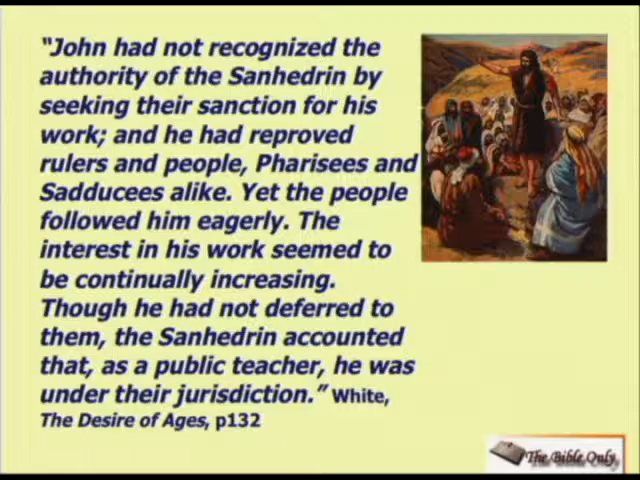 “John had not recognized the
authority of the Sanhedrin by
seeking their sanction for his
work; and he had reproved
rulers and people, Pharisees and
Sadducees alike. Yet the people
followed him eagerly. The
interest in his work seemed to
be continually increasing.
Though he had not deferred to
them, the Sanhedrin accounted
that, as a public teacher, he was
under their jurisdiction.” White,
The Desire of Ages, p132
The Bible Only